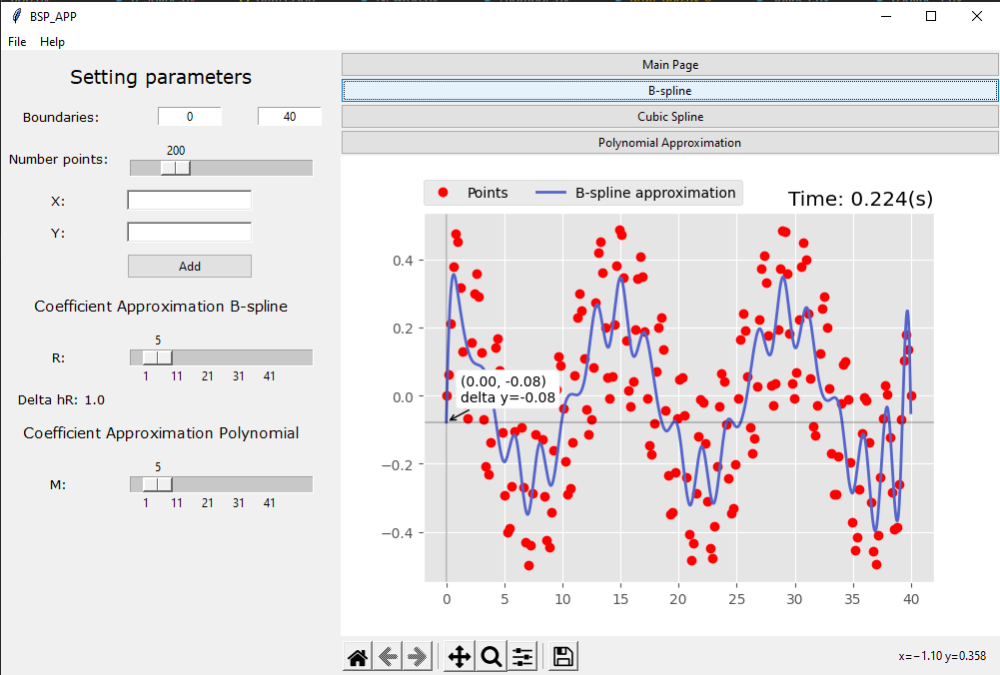 BSP_APP
File Help
Setting parameters
Boundaries: 0 40
Number points: 200
X:
Y:
Add
Coefficient Approximation B-spline
5
R:
1 11 21 31 41
Delta hR: 1.0
Coefficient Approximation Polynomial
5
M:
1 11 21 31 41
Main Page
B-spline
Cubic Spline
Polynomial Approximation
Points B-spline approximation
Time: 0.224(s)
0.4
0.2
0.0
−0.2
−0.4
(0.00, -0.08)
delta y=-0.08
0 5 10 15 20 25 30 35 40
x=−1.10 y=0.358